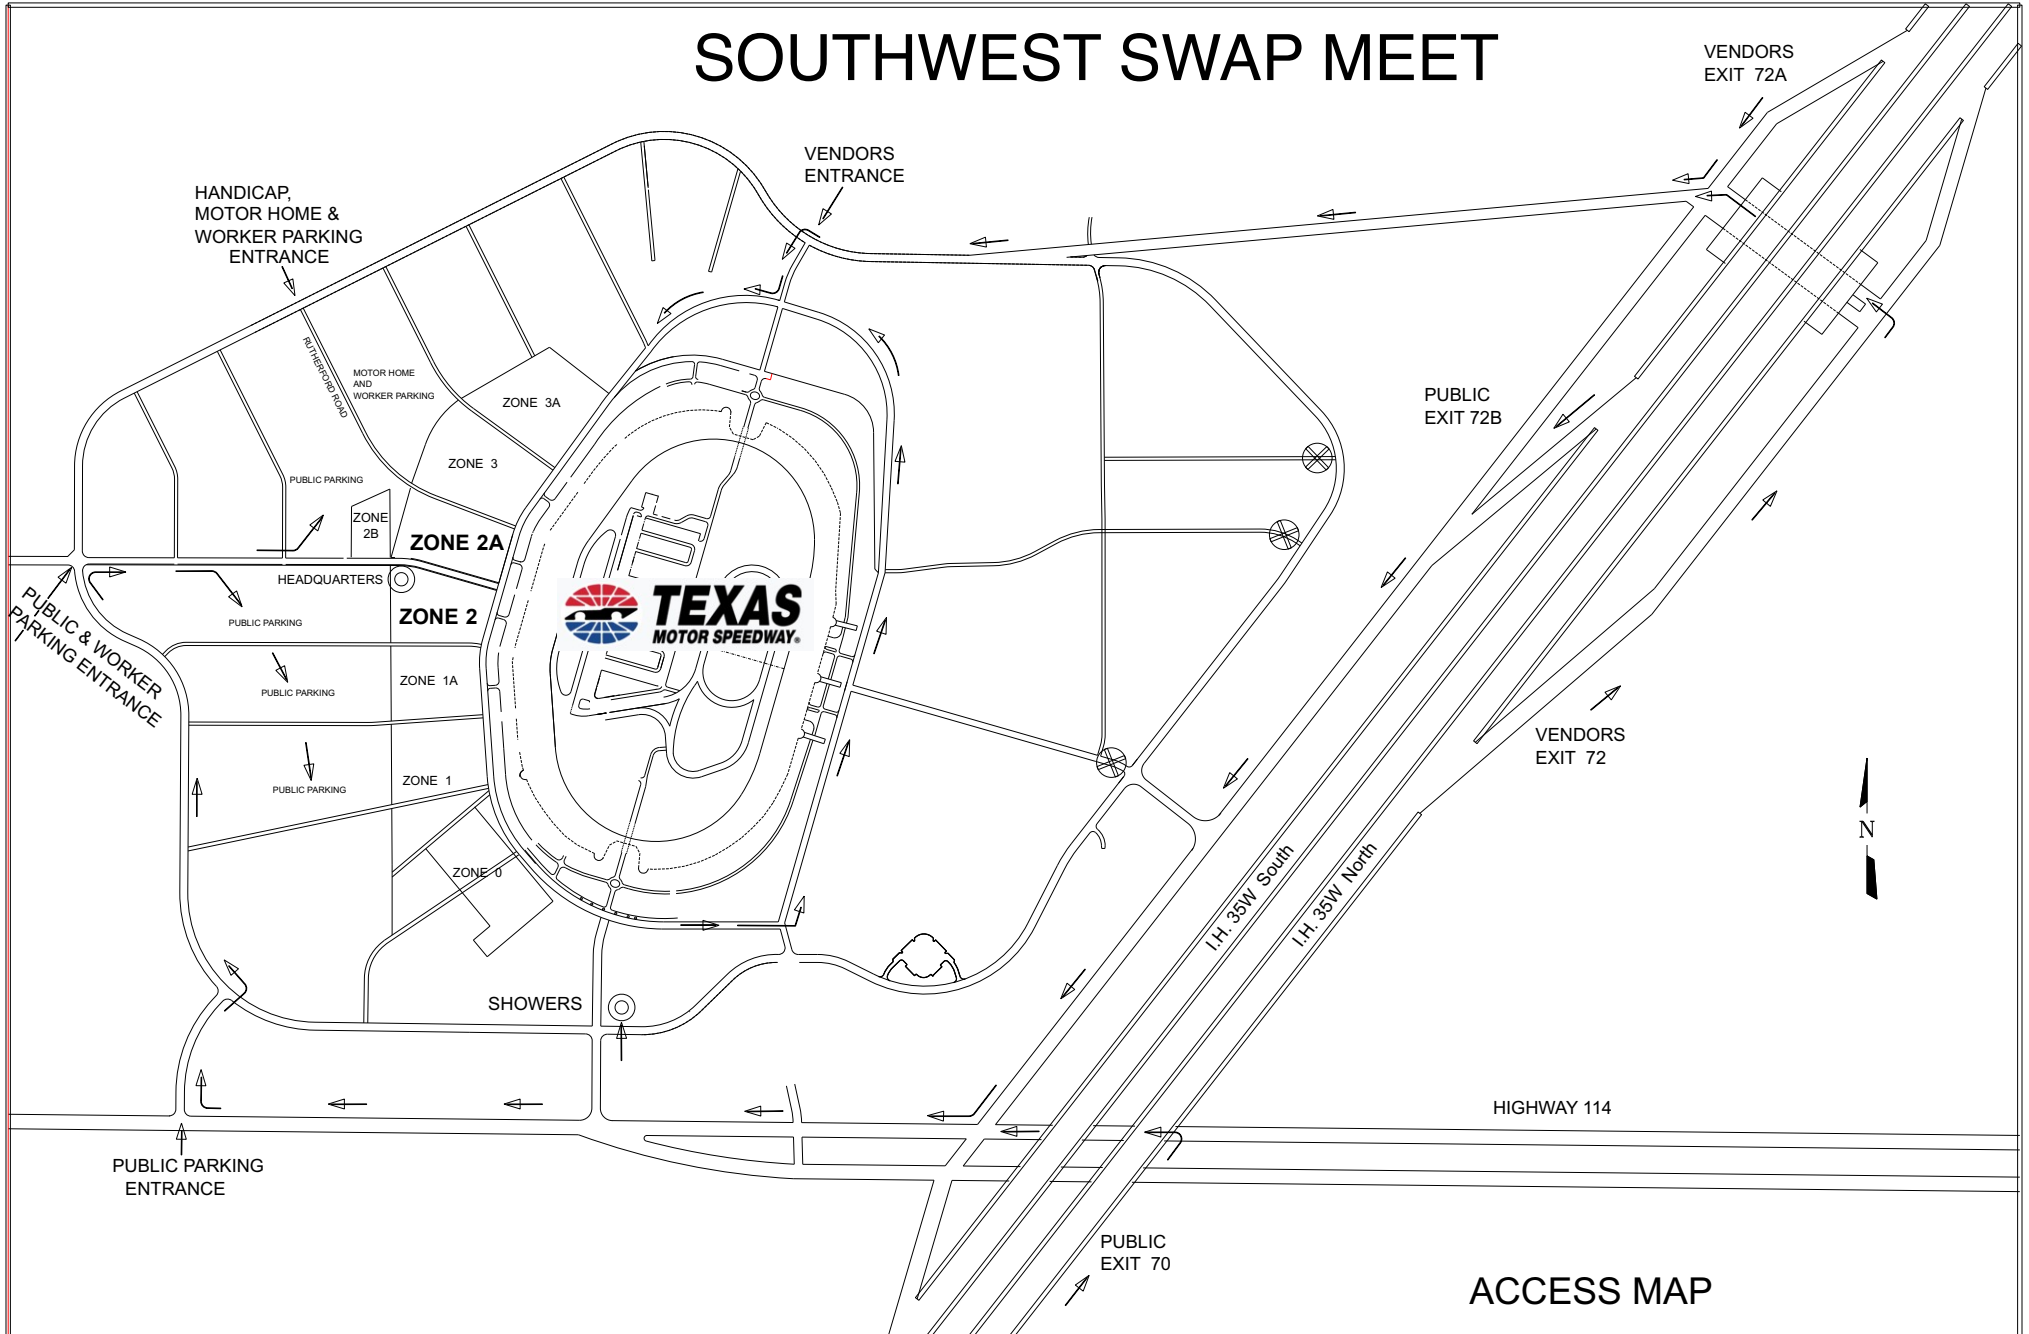 SOUTHWEST SWAP MEET
VENDORS
EXIT 72A
VENDORS
ENTRANCE
HANDICAP,
MOTOR HOME &
WORKER PARKING
ENTRANCE
RUTHERFORD ROAD
MOTOR HOME
AND
WORKER PARKING
ZONE 3A
PUBLIC
EXIT 72B
ZONE 3
PUBLIC PARKING
ZONE
2B
ZONE 2A
HEADQUARTERS
ZONE 2
PUBLIC & WORKER
PARKING ENTRANCE
PUBLIC PARKING
TEXAS
MOTOR SPEEDWAY®
ZONE 1A
PUBLIC PARKING
VENDORS
EXIT 72
ZONE 1
PUBLIC PARKING
N
ZONE 0
I.H. 35W South
I.H. 35W North
SHOWERS
HIGHWAY 114
PUBLIC PARKING
ENTRANCE
PUBLIC
EXIT 70
ACCESS MAP